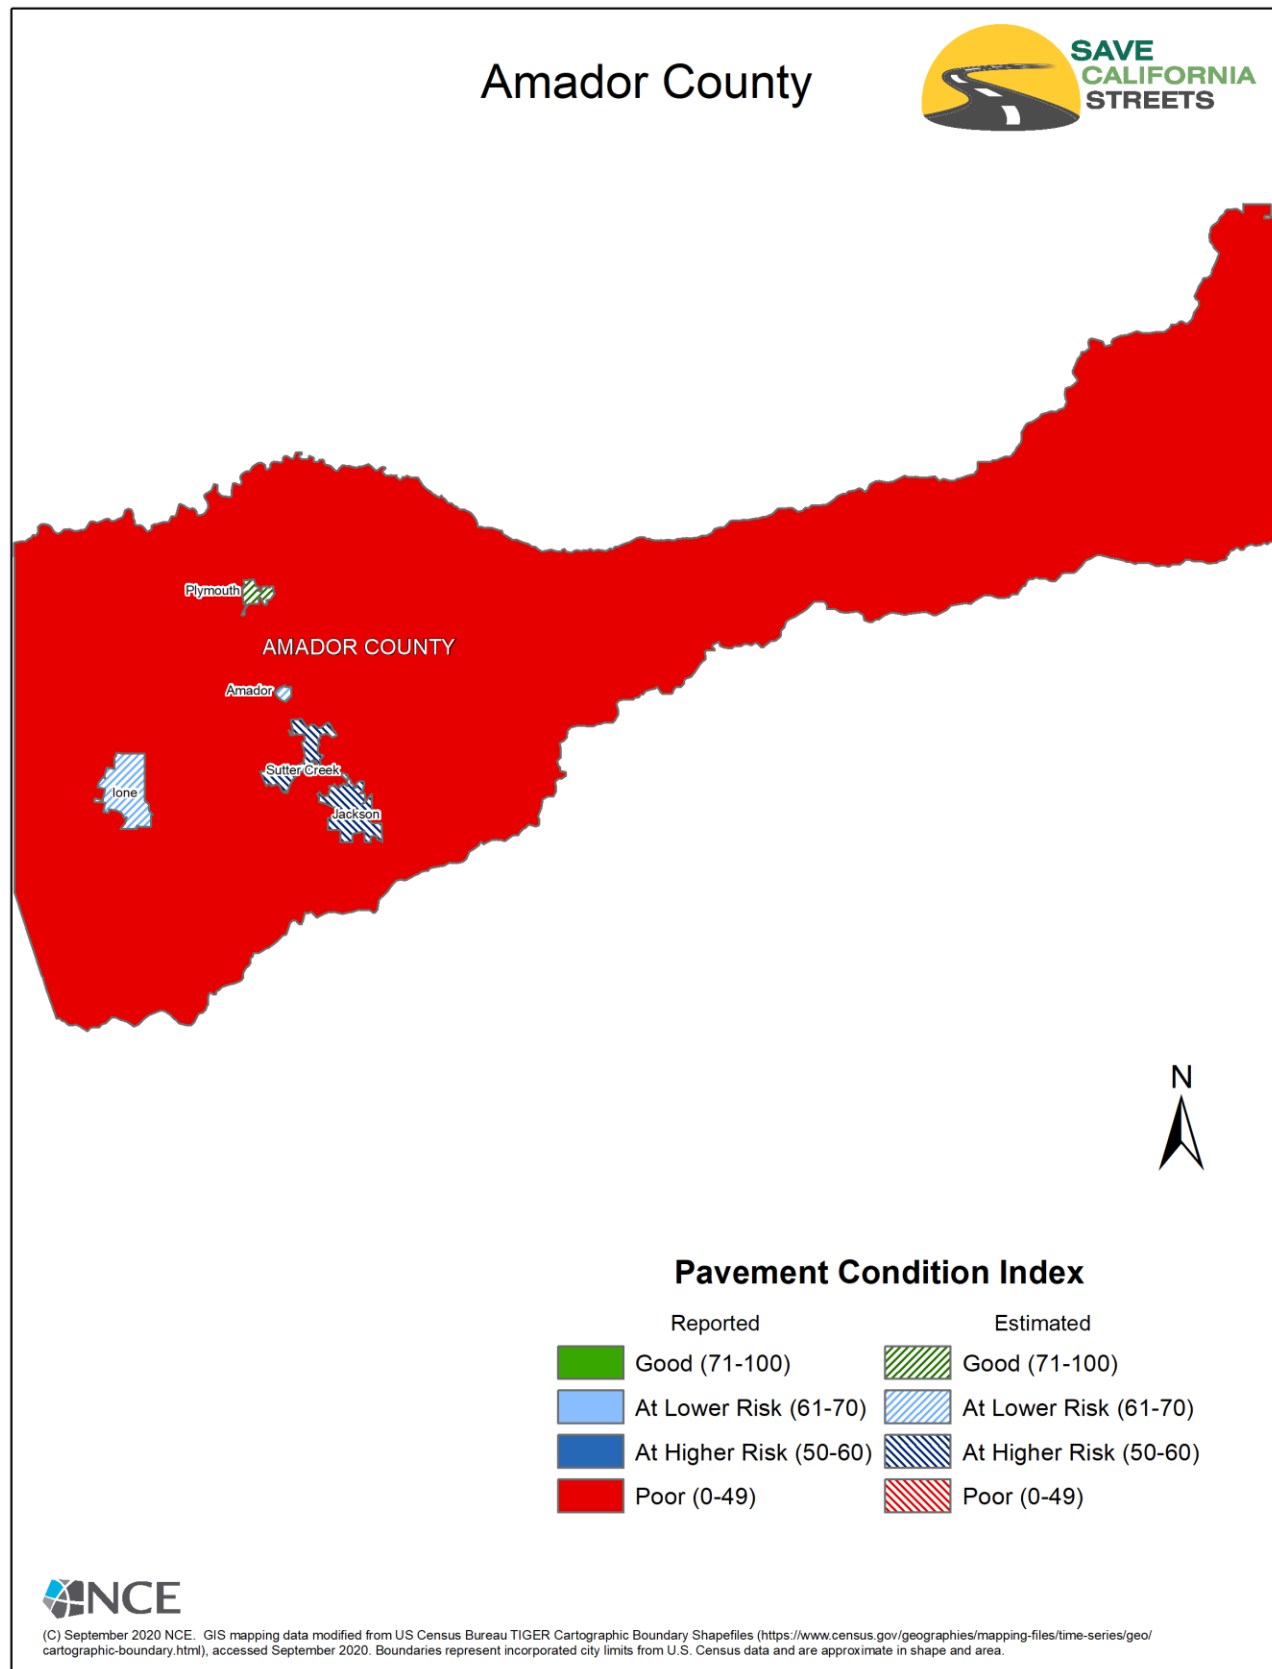 Amador County
SAVE
CALIFORNIA
STREETS
Plymouth
AMADOR COUNTY
Amador
Sutter Creek
Ione
Jackson
N
Pavement Condition Index
Reported
Estimated
Good (71-100)
Good (71-100)
At Lower Risk (61-70)
At Lower Risk (61-70)
At Higher Risk (50-60)
At Higher Risk (50-60)
Poor (0-49)
Poor (0-49)
NCE
(C) September 2020 NCE.  GIS mapping data modified from US Census Bureau TIGER Cartographic Boundary Shapefiles (https://www.census.gov/geographies/mapping-files/time-series/geo/
cartographic-boundary.html), accessed September 2020. Boundaries represent incorporated city limits from U.S. Census data and are approximate in shape and area.